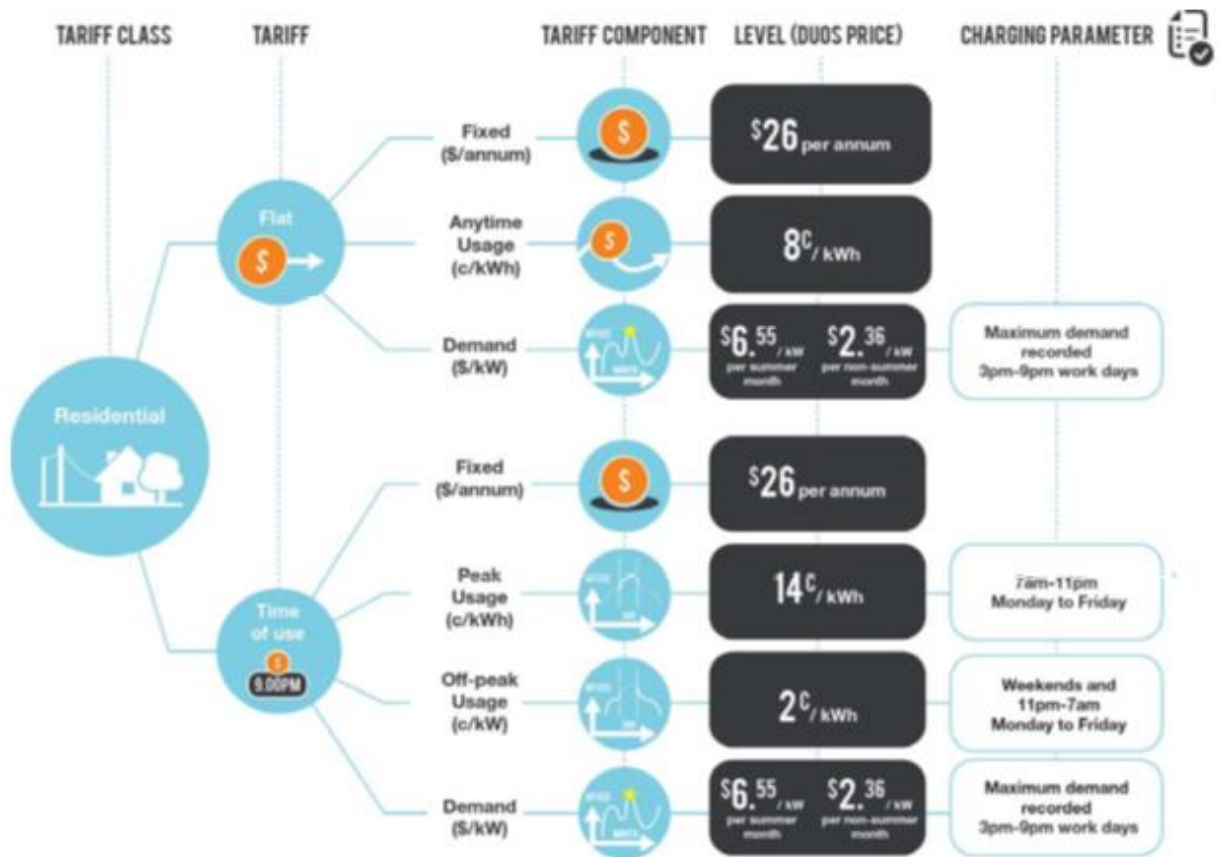 TARIFF CLASS
TARIFF
TARIFF COMPONENT
LEVEL (DUOS PRICE)
CHARGING PARAMETER
Flat
$
Fixed
($/annum)
$
$26 per annum
Anytime
Usage
(c/kWh)
$
8c/kWh
Demand
($/kW)
$6.55/kW
per summer
month
$2.36/kW
per non-summer
month
Maximum demand
recorded
3pm-9pm work days
Residential
Fixed
($/annum)
$
$26 per annum
Time
of use
$
9.00PM
Peak
Usage
(c/kWh)
14c/kWh
7am-11pm
Monday to Friday
Off-peak
Usage
(c/kW)
2c/kWh
Weekends and
11pm-7am
Monday to Friday
Demand
($/kW)
$6.55/kW
per summer
month
$2.36/kW
per non-summer
month
Maximum demand
recorded
3pm-9pm work days